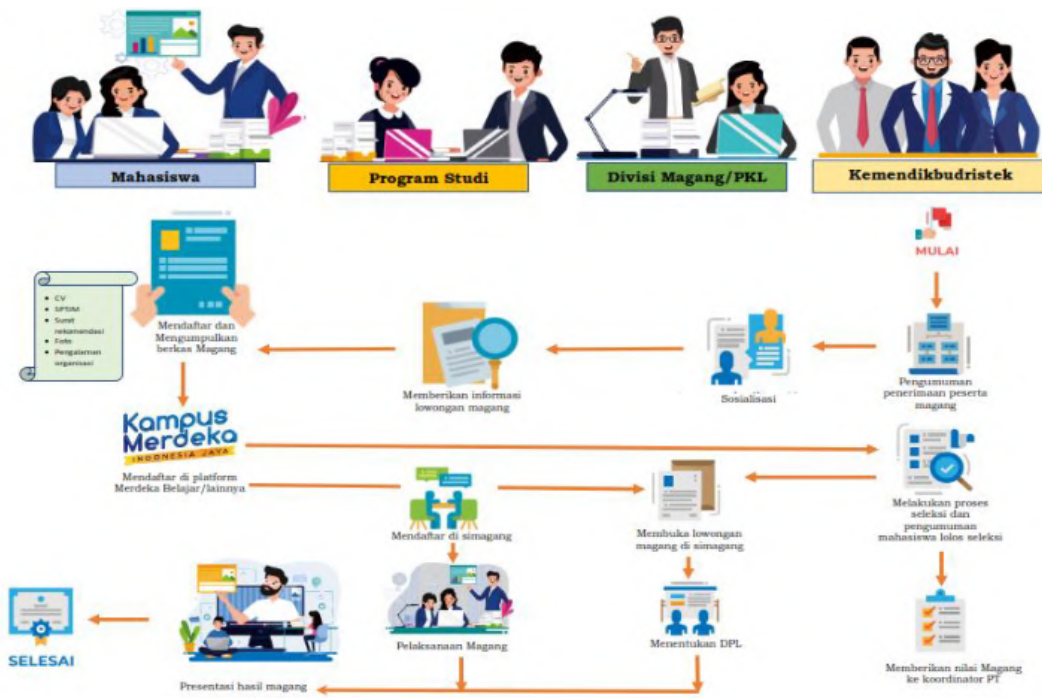 Mahasiswa
Program Studi
Divisi Magang/PKL
Kemendikbudristek
MULAI
CV
SPTJM
Surat
rekomendasi
Foto
Pengalaman
organisasi
Mendaftar dan
Mengumpulkan
berkas Magang
Memberikan informasi
lowongan magang
Sosialisasi
Pengumuman
penerimaan peserta
magang
Kampus
Merdeka
INDONESIA JAYA
Mendaftar di platform
Merdeka Belajar/lainnya
Mendaftar di simagang
Membuka lowongan
magang di simagang
Melakukan proses
seleksi dan
pengumuman
mahasiswa lolos seleksi
SELESAI
Presentasi hasil magang
Pelaksanaan Magang
Menentukan DPL
Memberikan nilai Magang
ke koordinator PT